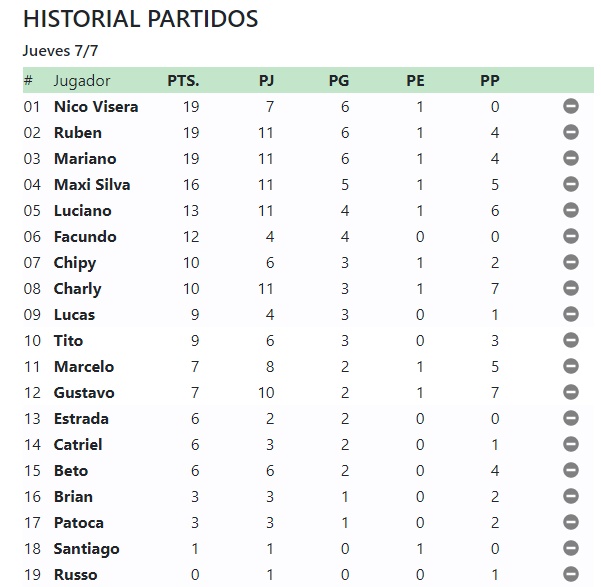 HISTORIAL PARTIDOS
Jueves 7/7
# Jugador PTS. PJ PG PE PP
01 Nico Visera 19 7 6 1 0
02 Ruben 19 11 6 1 4
03 Mariano 19 11 6 1 4
04 Maxi Silva 16 11 5 1 5
05 Luciano 13 11 4 1 6
06 Facundo 12 4 4 0 0
07 Chipy 10 6 3 1 2
08 Charly 10 11 3 1 7
09 Lucas 9 4 3 0 1
10 Tito 9 6 3 0 3
11 Marcelo 7 8 2 1 5
12 Gustavo 7 10 2 1 7
13 Estrada 6 2 2 0 0
14 Catriel 6 3 2 0 1
15 Beto 6 6 2 0 4
16 Brian 3 3 1 0 2
17 Patoca 3 3 1 0 2
18 Santiago 1 1 0 1 0
19 Russo 0 1 0 0 1